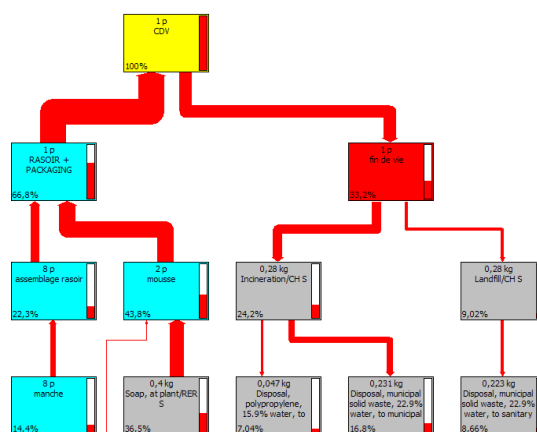 1 p
CDV
100%
1 p
RASOIR +
PACKAGING
66,8%
1 p
fin de vie
33,2%
8 p
assemblage rasoir
22,3%
2 p
mousse
43,8%
0,28 kg
Incineration/CH S
24,2%
0,28 kg
Landfill/CH S
9,02%
8 p
manche
14,4%
0,4 kg
Soap, at plant/RER
S
36,5%
0,047 kg
Disposal,
polypropylene,
15.9% water, to
7,04%
0,231 kg
Disposal, municipal
solid waste, 22.9%
water, to municipal
16,8%
0,223 kg
Disposal, municipal
solid waste, 22.9%
water, to sanitary
8,66%